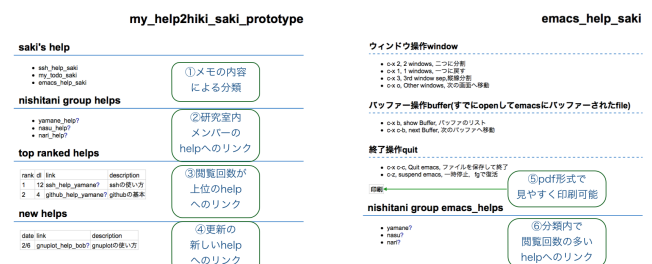 my_help2hiki_saki_prototype
saki's help
ssh_help_saki
my_todo_saki
emacs_help_saki
①メモの内容
による分類
nishitani group helps
yamane_help?
nasu_help?
nari_help?
②研究室内
メンバーの
helpへのリンク
top ranked helps
rank dl link description
1 12 ssh_help_yamane? sshの使い方
2 4 github_help_yamane? githubの基本
③閲覧回数が
上位のhelp
へのリンク
new helps
date link description
2/6 gnuplot_help_bob? gnuplotの使い方
④更新の
新しいhelp
へのリンク
emacs_help_saki
ウィンドウ操作window
c-x 2, 2 windows, 二つに分割
c-x 1, 1 windows, 一つに戻す
c-x 3, 3rd window sep,縦線分割
c-x o, Other windows, 次の画面へ移動
バッファー操作buffer(すでにopenしてemacsにバッファーされたfile)
c-x b, show Buffer, バッファのリスト
c-x c-b, next Buffer, 次のバッファへ移動
終了操作quit
c-x c-c, Quit emacs, ファイルを保存して終了
c-z, suspend emacs, 一時停止、fgで復活
印刷
⑤pdf形式で
見やすく印刷可能
nishitani group emacs_helps
yamane?
nasu?
nari?
⑥分類内で
閲覧回数の多い
helpへのリンク